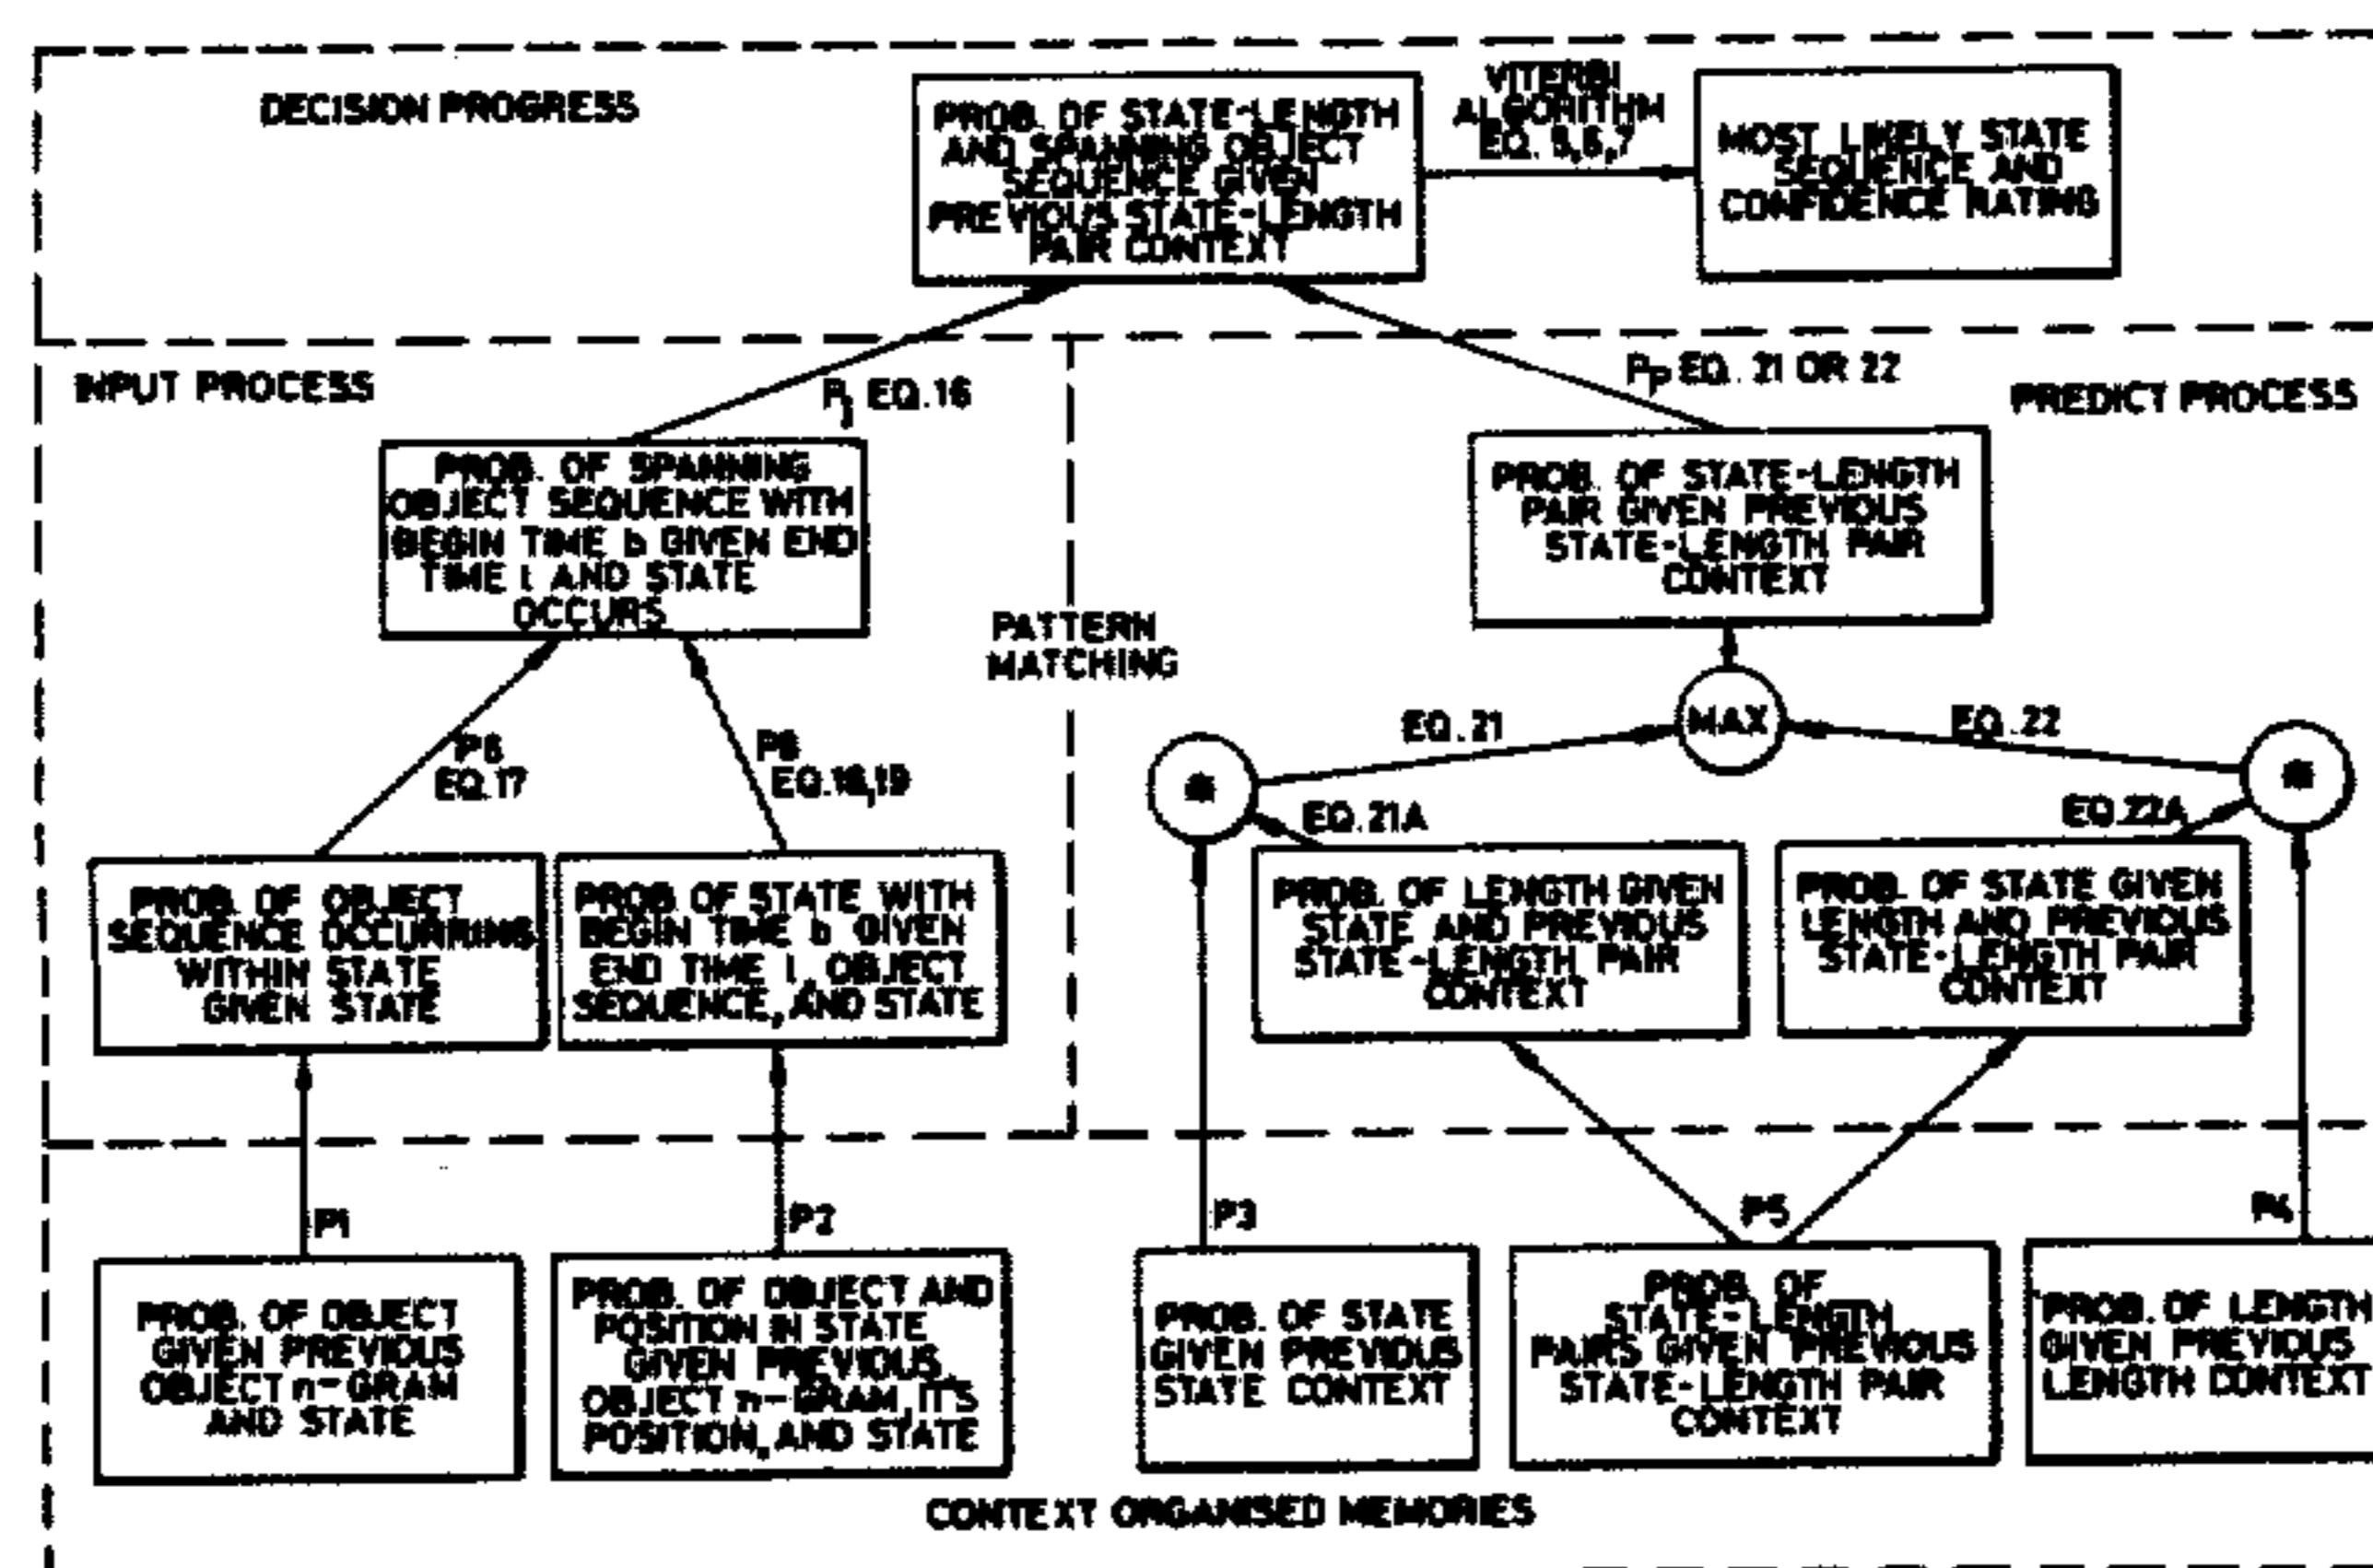 DECISION PROGRESS
PROB. OF STATE-LENGTH
AND SPANNING OBJECT
SEQUENCE GIVEN
PREVIOUS STATE-LENGTH
PAIR CONTEXT
VITERBI
ALGORITHM
EQ. 5,6,7
MOST LIKELY STATE
SEQUENCE AND
CONFIDENCE RATING
INPUT PROCESS
EQ.16
Pp EQ. 21 OR 22
PREDICT PROCESS
PROB. OF SPANNING
OBJECT SEQUENCE WITH
BEGIN TIME b GIVEN END
TIME t AND STATE
OCCURS
PROB. OF STATE-LENGTH
PAIR GIVEN PREVIOUS
STATE-LENGTH PAIR
CONTEXT
PATTERN
MATCHING
EQ.17
EQ.21
MAX
EQ.22
EQ.21A
EQ.22A
PROB. OF OBJECT
SEQUENCE OCCURRING
WITHIN STATE
GIVEN STATE
PROB OF STATE WITH
BEGIN TIME b GIVEN
END TIME t, OBJECT
SEQUENCE, AND STATE
PROB. OF LENGTH GIVEN
STATE AND PREVIOUS
STATE-LENGTH PAIR
CONTEXT
PROB. OF STATE GIVEN
LENGTH AND PREVIOUS
STATE-LENGTH PAIR
CONTEXT
P1
P2
P3
P5
P4
PROB. OF OBJECT
GIVEN PREVIOUS
OBJECT n-GRAM
AND STATE
PROB. OF OBJECT AND
POSITION IN STATE
GIVEN PREVIOUS
OBJECT n-GRAM, IT'S
POSITION, AND STATE
PROB. OF STATE
GIVEN PREVIOUS
STATE CONTEXT
PROB. OF
STATE-LENGTH
PAIRS GIVEN PREVIOUS
STATE-LENGTH PAIR
CONTEXT
PROB. OF LENGTH
GIVEN PREVIOUS
LENGTH CONTEXT
CONTEXT ORGANISED MEMORIES